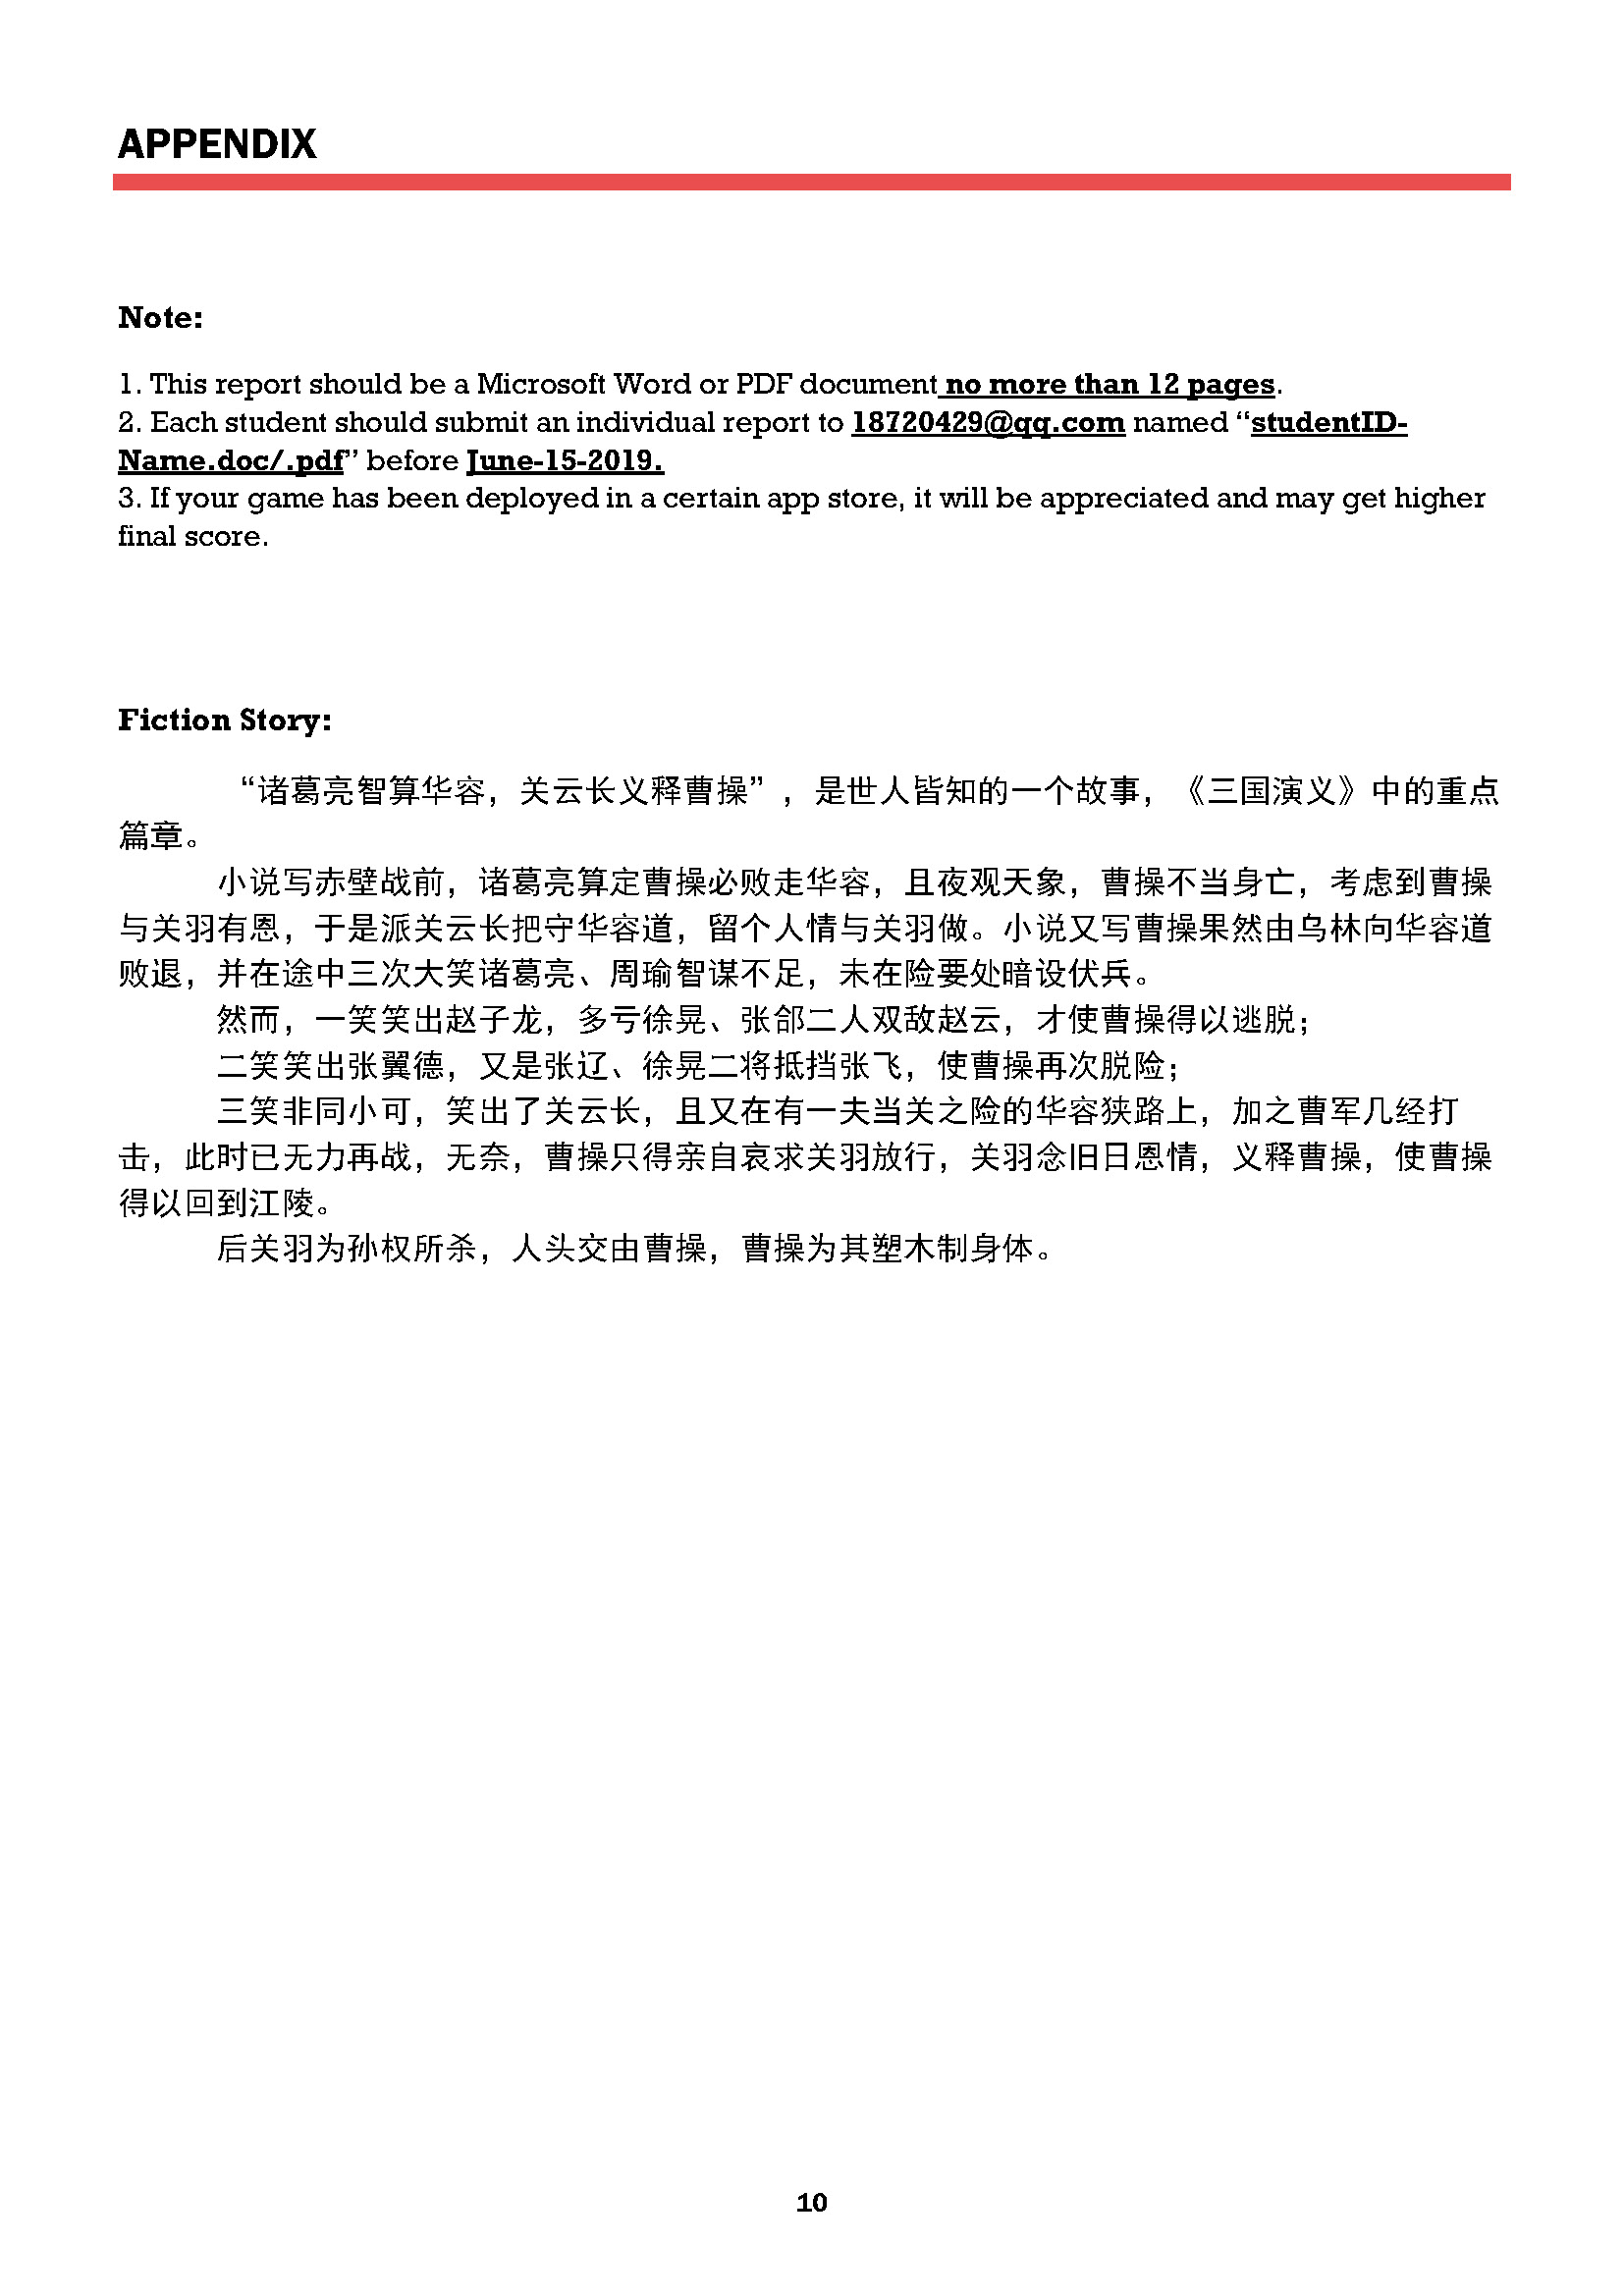 APPENDIX
Note:
1. This report should be a Microsoft Word or PDF document no more than 12 pages.
2. Each student should submit an individual report to 18720429@qq.com named “studentID-
Name.doc/.pdf” before June-15-2019.
3. If your game has been deployed in a certain app store, it will be appreciated and may get higher
final score.
Fiction Story:
“诸葛亮智算华容，关云长义释曹操”，是世人皆知的一个故事，《三国演义》中的重点
篇章。
小说写赤壁战前，诸葛亮算定曹操必败走华容，且夜观天象，曹操不当身亡，考虑到曹操
与关羽有恩，于是派关云长把守华容道，留个人情与关羽做。小说又写曹操果然由乌林向华容道
败退，并在途中三次大笑诸葛亮、周瑜智谋不足，未在险要处暗设伏兵。
然而，一笑笑出赵子龙，多亏徐晃、张郃二人双敌赵云，才使曹操得以逃脱；
二笑笑出张翼德，又是张辽、徐晃二将抵挡张飞，使曹操再次脱险；
三笑非同小可，笑出了关云长，且又在有一夫当关之险的华容狭路上，加之曹军几经打
击，此时已无力再战，无奈，曹操只得亲自哀求关羽放行，关羽念旧日恩情，义释曹操，使曹操
得以回到江陵。
后关羽为孙权所杀，人头交由曹操，曹操为其塑木制身体。
10